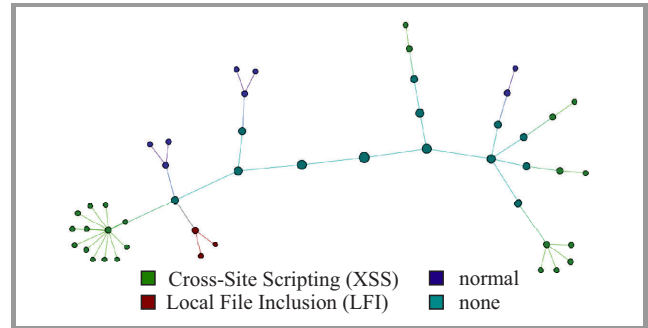 Cross-Site Scripting (XSS)
normal
Local File Inclusion (LFI)
none